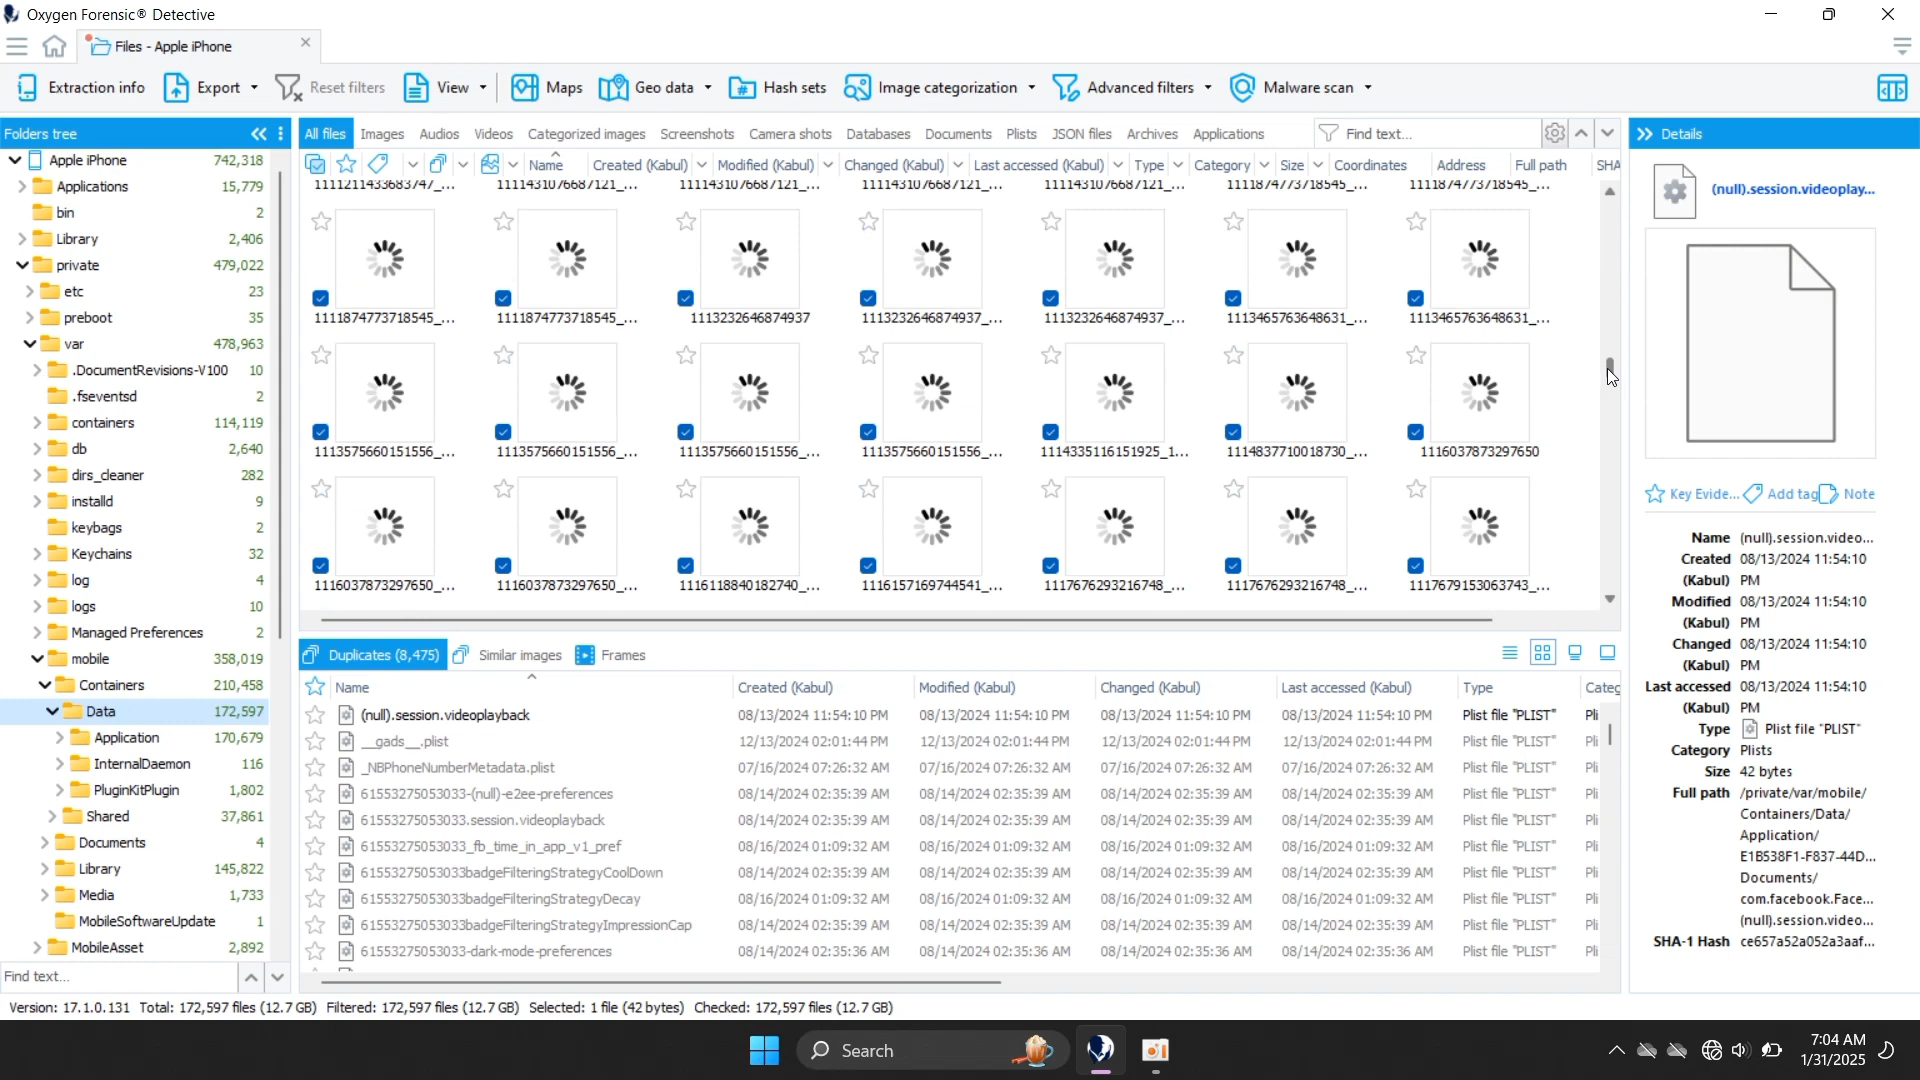 Oxygen Forensic® Detective
Files - Apple iPhone
Extraction info Export Reset filters View Maps Geo data Hash sets Image categorization Advanced filters Malware scan
Folders tree
Apple iPhone 742,318
Applications 15,779
bin 2
Library 2,406
private 479,022
etc 23
preboot 35
var 478,963
.DocumentRevisions-V100 10
.fseventsd 2
containers 114,119
db 2,640
dirs_cleaner 282
installd 9
keybags 2
Keychains 32
log 4
logs 10
Managed Preferences 2
mobile 358,019
Containers 210,458
Data 172,597
Application 170,679
InternalDaemon 116
PluginKitPlugin 1,802
Shared 37,861
Documents 4
Library 145,822
Media 1,733
MobileSoftwareUpdate 1
MobileAsset 2,892
Find text...
All files Images Audios Videos Categorized images Screenshots Camera shots Databases Documents Plists JSON files Archives Applications Find text...
Name Created (Kabul) Modified (Kabul) Changed (Kabul) Last accessed (Kabul) Type Category Size Coordinates Address Full path SHA
1111211433683747_... 1111431076687121_... 1111431076687121_... 1111431076687121_... 1111431076687121_... 1111874773718545_... 1111874773718545_...
1111874773718545_... 1111874773718545_... 1113232646874937 1113232646874937_... 1113232646874937_... 1113465763648631_... 1113465763648631_...
1113575660151556_... 1113575660151556_... 1113575660151556_... 1113575660151556_... 1114335116151925_1... 1114837710018730_... 1116037873297650
1116037873297650_... 1116037873297650_... 1116118840182740_... 1116157169744541_... 1117676293216748_... 1117676293216748_... 1117679153063743_...
Duplicates (8,475) Similar images Frames
Name Created (Kabul) Modified (Kabul) Changed (Kabul) Last accessed (Kabul) Type Categ
(null).session.videoplayback 08/13/2024 11:54:10 PM 08/13/2024 11:54:10 PM 08/13/2024 11:54:10 PM 08/13/2024 11:54:10 PM Plist file "PLIST" Pli
__gads__.plist 12/13/2024 02:01:44 PM 12/13/2024 02:01:44 PM 12/13/2024 02:01:44 PM 12/13/2024 02:01:44 PM Plist file "PLIST" Pli
_NBPhoneNumberMetadata.plist 07/16/2024 07:26:32 AM 07/16/2024 07:26:32 AM 07/16/2024 07:26:32 AM 07/16/2024 07:26:32 AM Plist file "PLIST" Pli
61553275053033-(null)-e2ee-preferences 08/14/2024 02:35:39 AM 08/14/2024 02:35:39 AM 08/14/2024 02:35:39 AM 08/14/2024 02:35:39 AM Plist file "PLIST" Pli
61553275053033.session.videoplayback 08/14/2024 02:35:39 AM 08/14/2024 02:35:39 AM 08/14/2024 02:35:39 AM 08/14/2024 02:35:39 AM Plist file "PLIST" Pli
61553275053033_fb_time_in_app_v1_pref 08/16/2024 01:09:32 AM 08/16/2024 01:09:32 AM 08/16/2024 01:09:32 AM 08/16/2024 01:09:32 AM Plist file "PLIST" Pli
61553275053033badgeFilteringStrategyCoolDown 08/14/2024 02:35:39 AM 08/14/2024 02:35:39 AM 08/14/2024 02:35:39 AM 08/14/2024 02:35:39 AM Plist file "PLIST" Pli
61553275053033badgeFilteringStrategyDecay 08/16/2024 01:09:32 AM 08/16/2024 01:09:32 AM 08/16/2024 01:09:32 AM 08/16/2024 01:09:32 AM Plist file "PLIST" Pli
61553275053033badgeFilteringStrategyImpressionCap 08/14/2024 02:35:39 AM 08/14/2024 02:35:39 AM 08/14/2024 02:35:39 AM 08/14/2024 02:35:39 AM Plist file "PLIST" Pli
61553275053033-dark-mode-preferences 08/14/2024 02:35:36 AM 08/14/2024 02:35:36 AM 08/14/2024 02:35:36 AM 08/14/2024 02:35:36 AM Plist file "PLIST" Pli
Details
(null).session.videoplay...
Key Evide... Add tag Note
Name (null).session.video...
Created 08/13/2024 11:54:10
(Kabul) PM
Modified 08/13/2024 11:54:10
(Kabul) PM
Changed 08/13/2024 11:54:10
(Kabul) PM
Last accessed 08/13/2024 11:54:10
(Kabul) PM
Type Plist file "PLIST"
Category Plists
Size 42 bytes
Full path /private/var/mobile/
Containers/Data/
Application/
E1B538F1-F837-44D...
Documents/
com.facebook.Face...
(null).session.video...
SHA-1 Hash ce657a52a052a3aaf...
Version: 17.1.0.131 Total: 172,597 files (12.7 GB) Filtered: 172,597 files (12.7 GB) Selected: 1 file (42 bytes) Checked: 172,597 files (12.7 GB)
Search
7:04 AM
1/31/2025